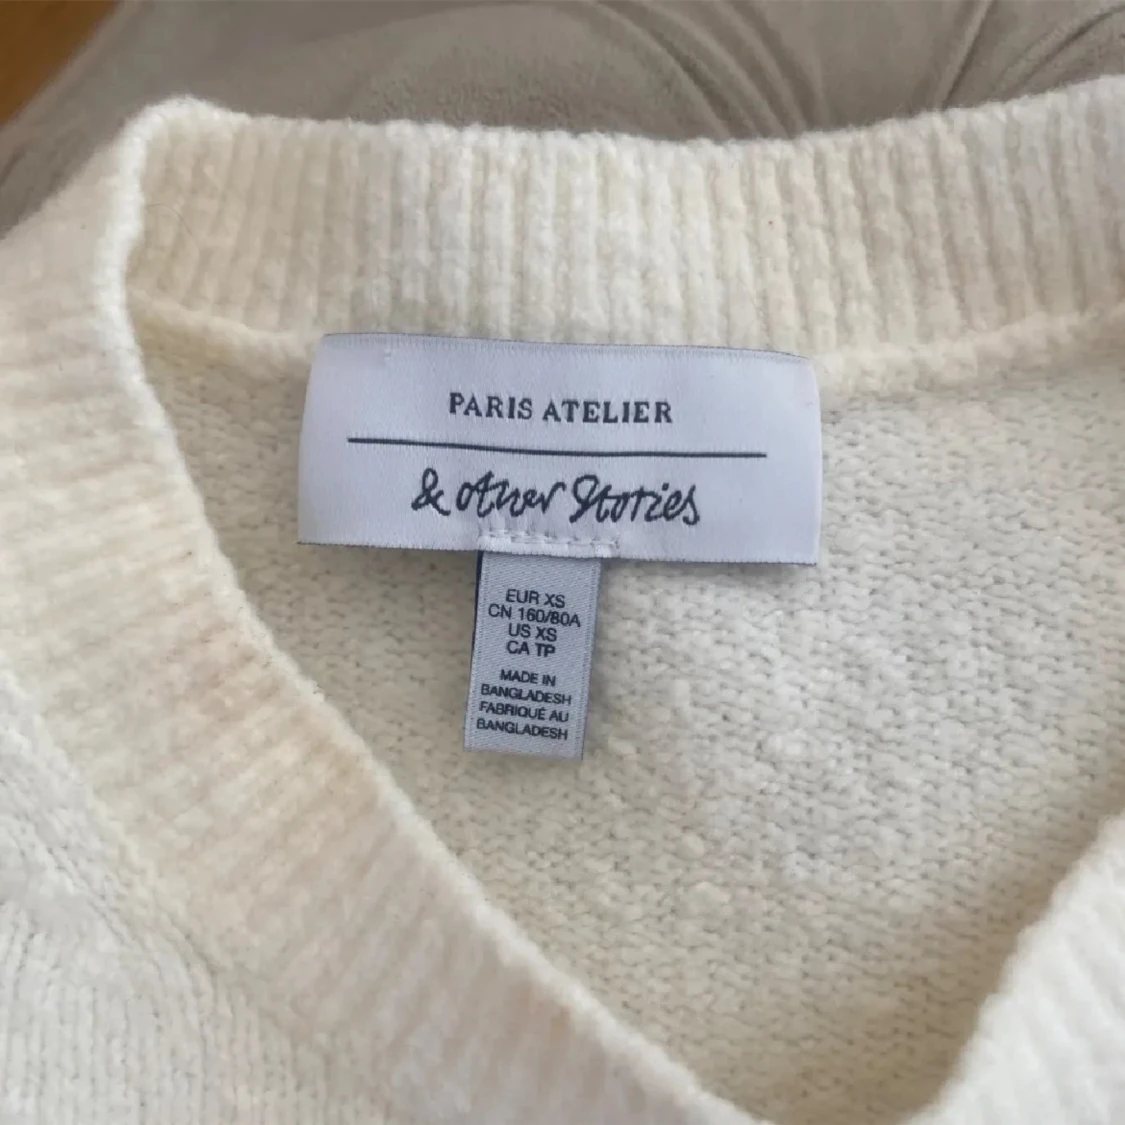 PARIS ATELIER
& other Stories
EUR XS
CN 160/80A
US XS
CA TP
MADE IN
BANGLADESH
FABRIQUÉ AU
BANGLADESH